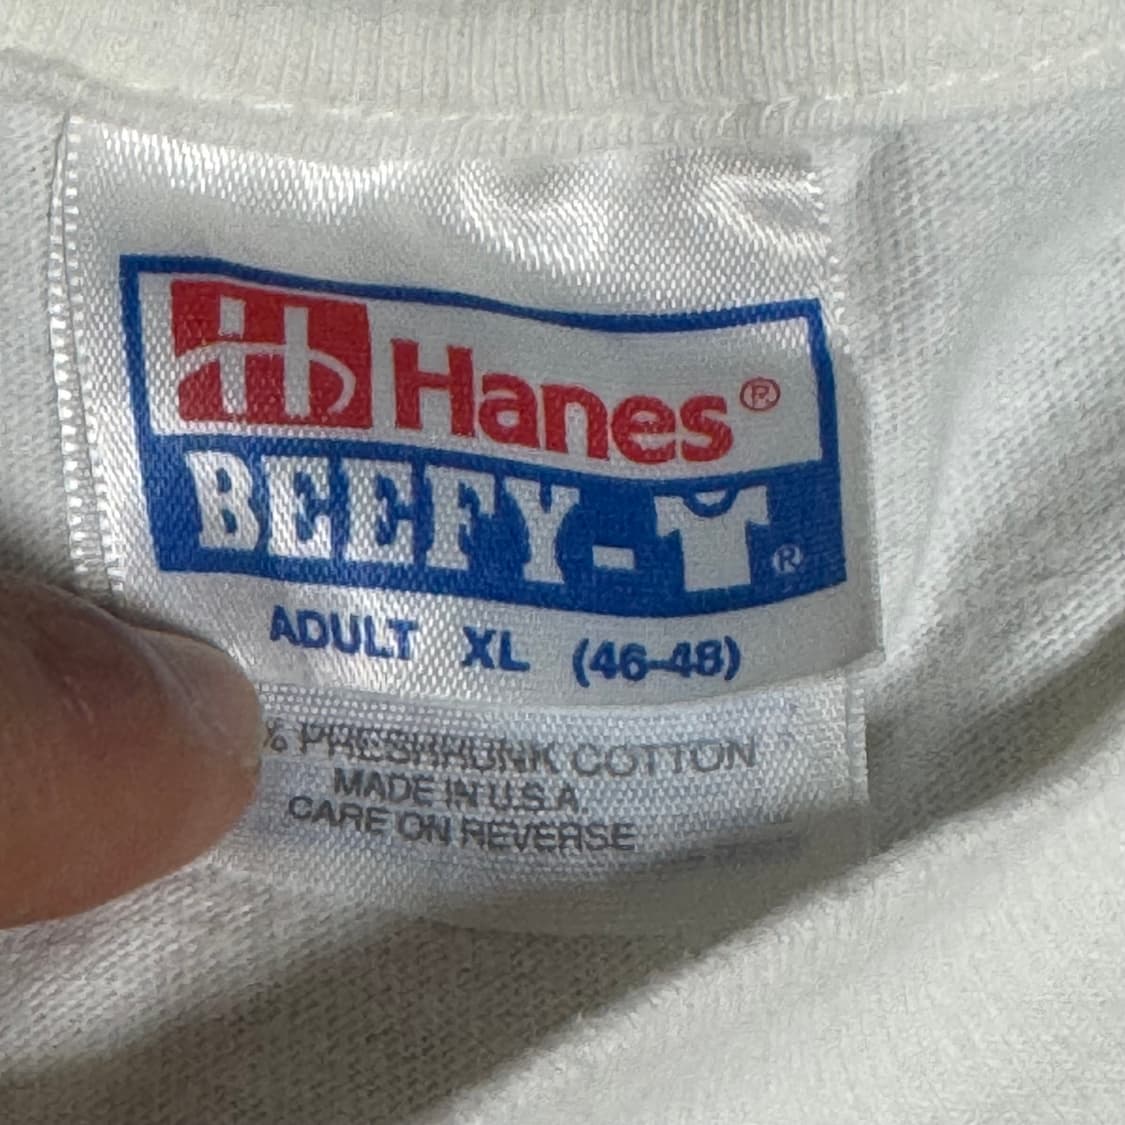 Hanes®
BEEFY-T®
ADULT XL (46-48)
% PRESHRUNK COTTON
MADE IN U.S.A.
CARE ON REVERSE